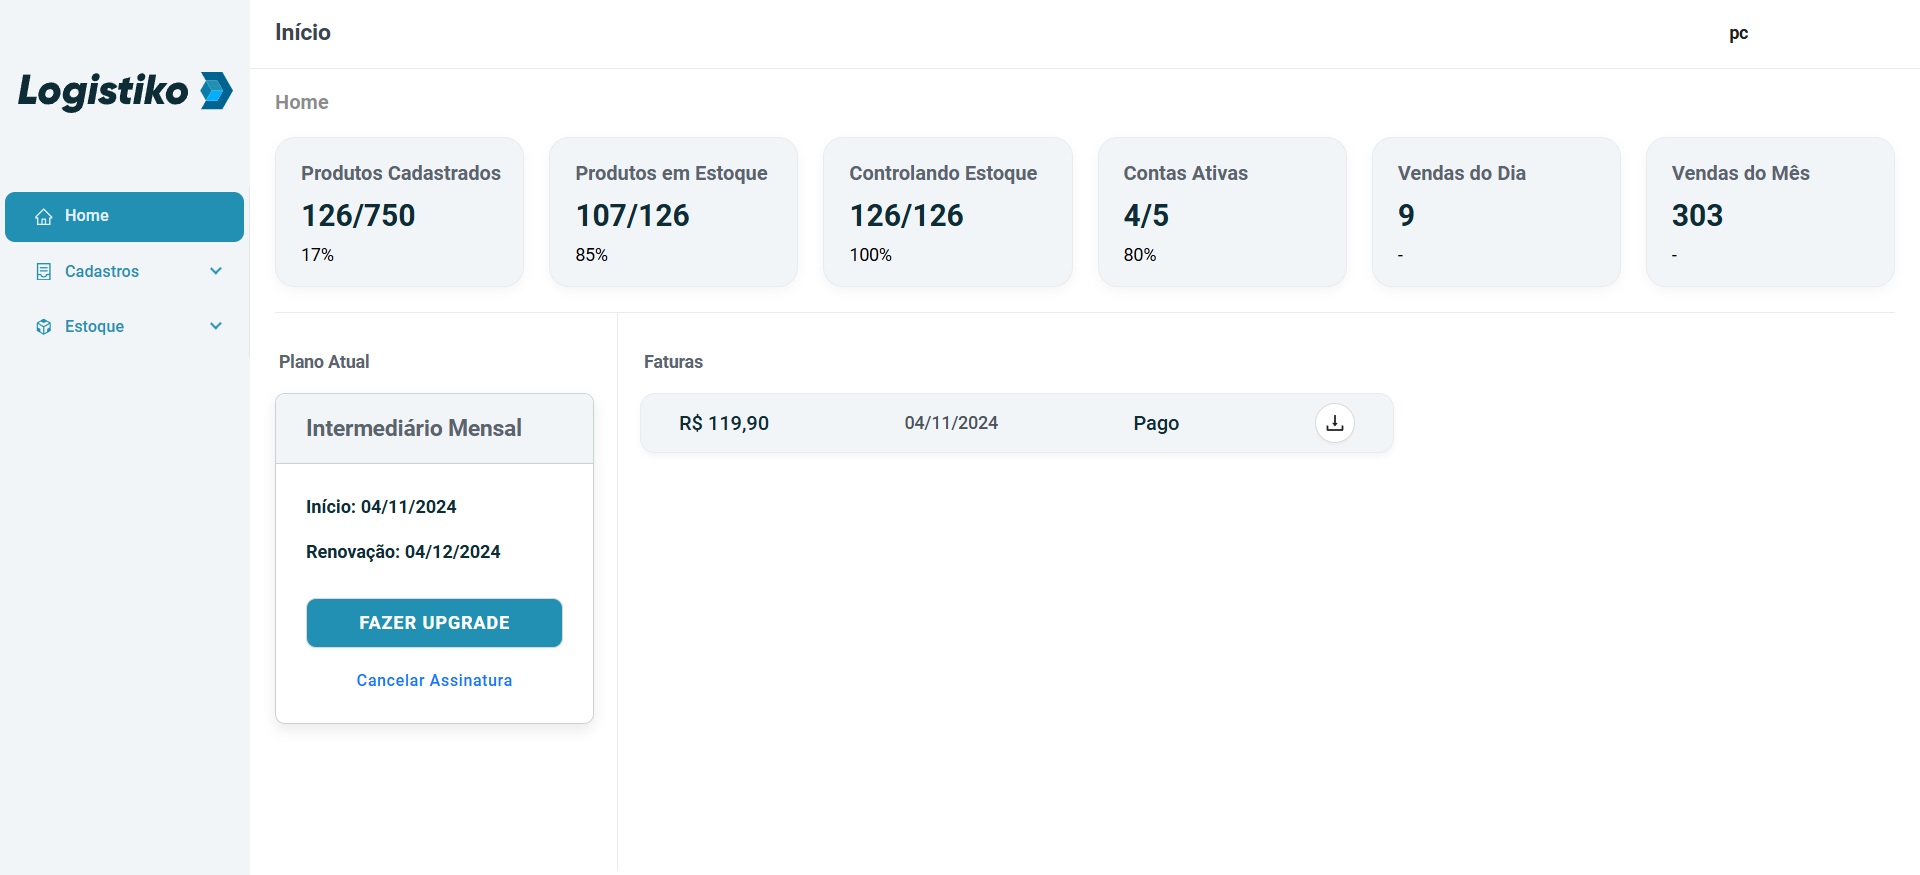 Início
pc
Logistiko
Home
Cadastros
Estoque
Home
Produtos Cadastrados
126/750
17%
Produtos em Estoque
107/126
85%
Controlando Estoque
126/126
100%
Contas Ativas
4/5
80%
Vendas do Dia
9
-
Vendas do Mês
303
-
Plano Atual
Intermediário Mensal
Início: 04/11/2024
Renovação: 04/12/2024
FAZER UPGRADE
Cancelar Assinatura
Faturas
R$ 119,90 04/11/2024 Pago